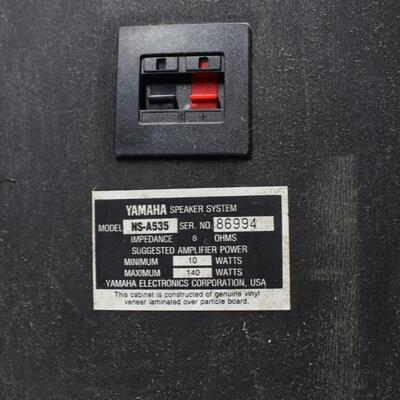 - +
YAMAHA SPEAKER SYSTEM
MODEL NS-A535 SER. NO. 86994
IMPEDANCE 8 OHMS
SUGGESTED AMPLIFIER POWER
MINIMUM 10 WATTS
MAXIMUM 140 WATTS
YAMAHA ELECTRONICS CORPORATION, USA
This cabinet is constructed of genuine vinyl
veneer laminated over particle board.